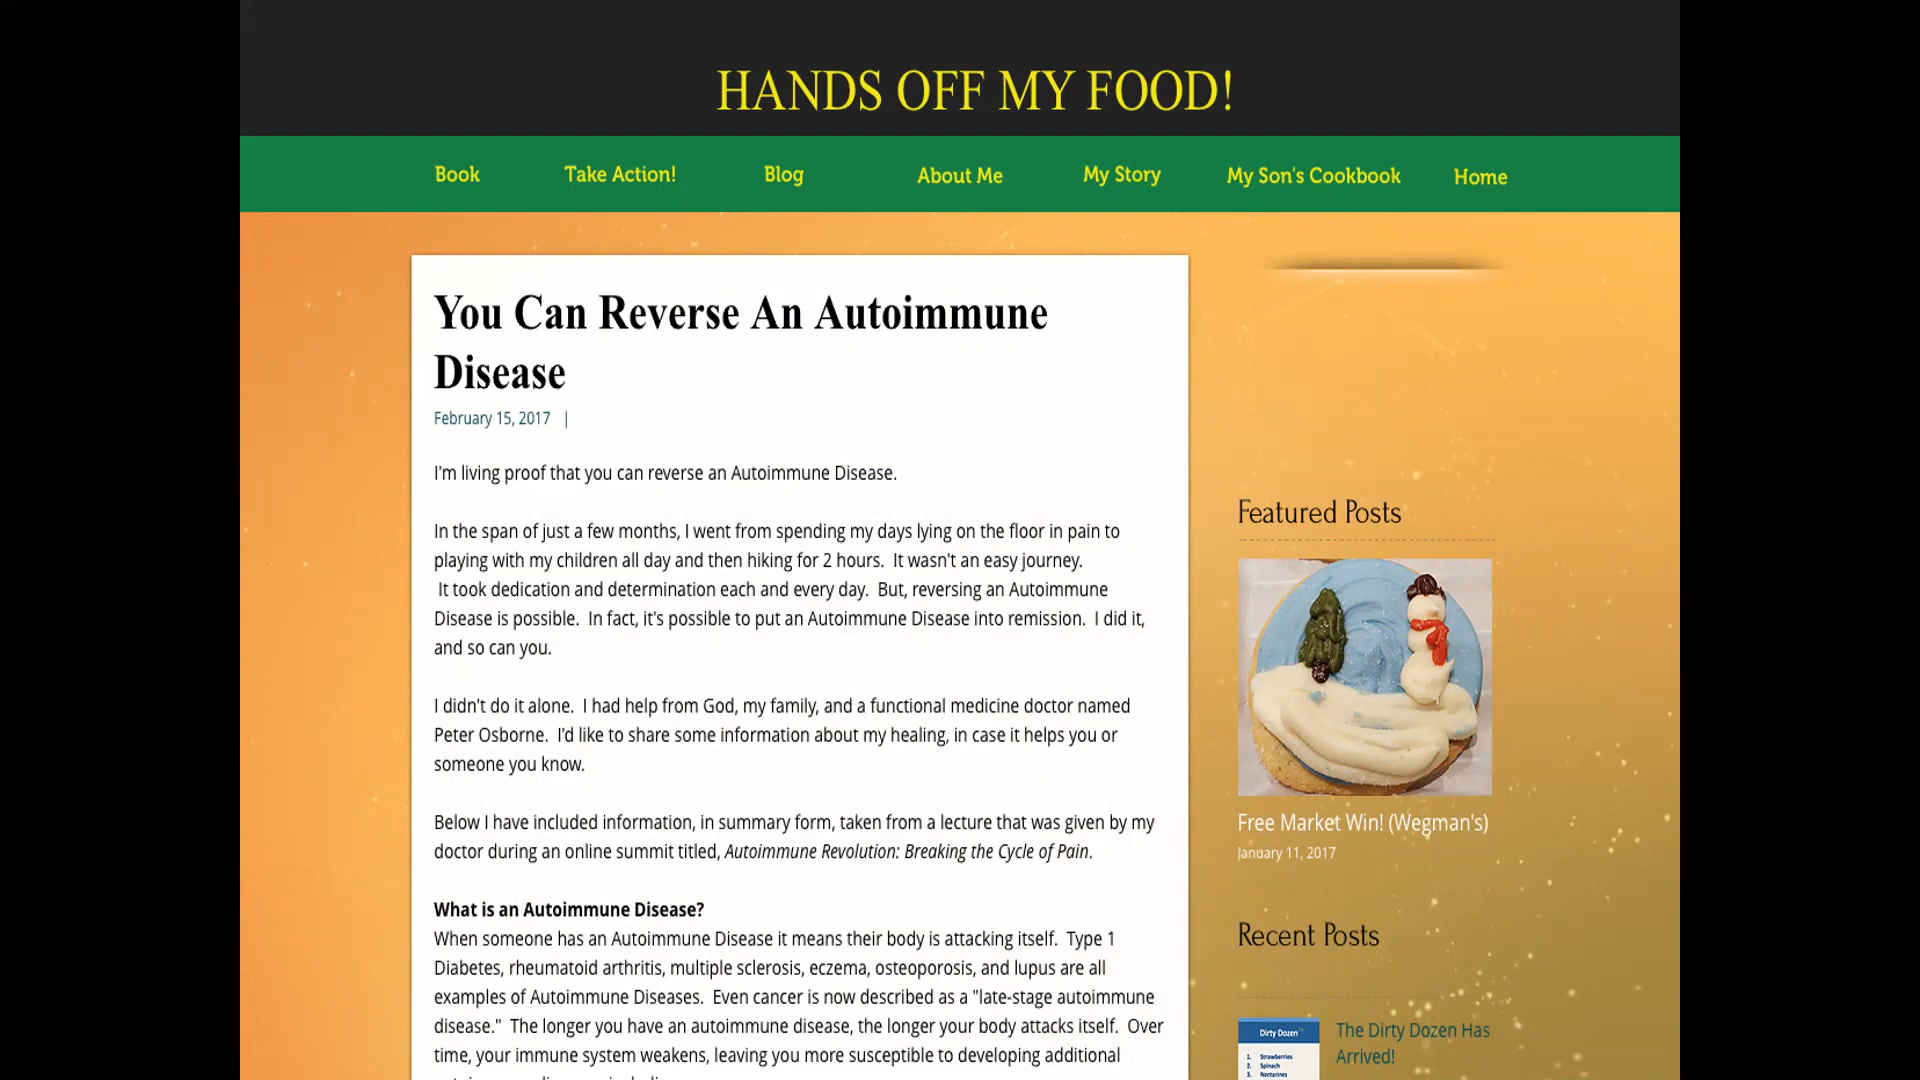 HANDS OFF MY FOOD!
Book
Take Action!
Blog
About Me
My Story
My Son's Cookbook
Home
You Can Reverse An Autoimmune
Disease
February 15, 2017 |
I'm living proof that you can reverse an Autoimmune Disease.
In the span of just a few months, I went from spending my days lying on the floor in pain to
playing with my children all day and then hiking for 2 hours. It wasn't an easy journey.
It took dedication and determination each and every day. But, reversing an Autoimmune
Disease is possible. In fact, it's possible to put an Autoimmune Disease into remission. I did it,
and so can you.
I didn't do it alone. I had help from God, my family, and a functional medicine doctor named
Peter Osborne. I'd like to share some information about my healing, in case it helps you or
someone you know.
Below I have included information, in summary form, taken from a lecture that was given by my
doctor during an online summit titled, Autoimmune Revolution: Breaking the Cycle of Pain.
What is an Autoimmune Disease?
When someone has an Autoimmune Disease it means their body is attacking itself. Type 1
Diabetes, rheumatoid arthritis, multiple sclerosis, eczema, osteoporosis, and lupus are all
examples of Autoimmune Diseases. Even cancer is now described as a "late-stage autoimmune
disease." The longer you have an autoimmune disease, the longer your body attacks itself. Over
time, your immune system weakens, leaving you more susceptible to developing additional
Featured Posts
Free Market Win! (Wegman's)
January 11, 2017
Recent Posts
Dirty Dozen
1. Strawberries
2. Spinach
3. Nectarines
The Dirty Dozen Has
Arrived!